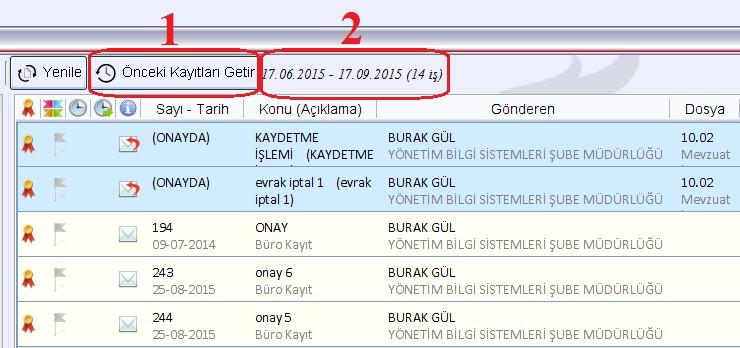 1 2
Yenile Önceki Kayıtları Getir 17.06.2015 - 17.09.2015 (14 iş)
Sayı - Tarih Konu (Açıklama) Gönderen Dosya
(ONAYDA) KAYDETME BURAK GÜL 10.02
İŞLEMİ (KAYDETME YÖNETİM BİLGİ SİSTEMLERİ ŞUBE MÜDÜRLÜĞÜ Mevzuat
(ONAYDA) evrak iptal 1 (evrak BURAK GÜL 10.02
iptal 1) YÖNETİM BİLGİ SİSTEMLERİ ŞUBE MÜDÜRLÜĞÜ Mevzuat
194 ONAY BURAK GÜL
09-07-2014 Büro Kayıt YÖNETİM BİLGİ SİSTEMLERİ ŞUBE MÜDÜRLÜĞÜ
243 onay 6 BURAK GÜL
25-08-2015 Büro Kayıt YÖNETİM BİLGİ SİSTEMLERİ ŞUBE MÜDÜRLÜĞÜ
244 onay 5 BURAK GÜL
25-08-2015 Büro Kayıt YÖNETİM BİLGİ SİSTEMLERİ ŞUBE MÜDÜRLÜĞÜ